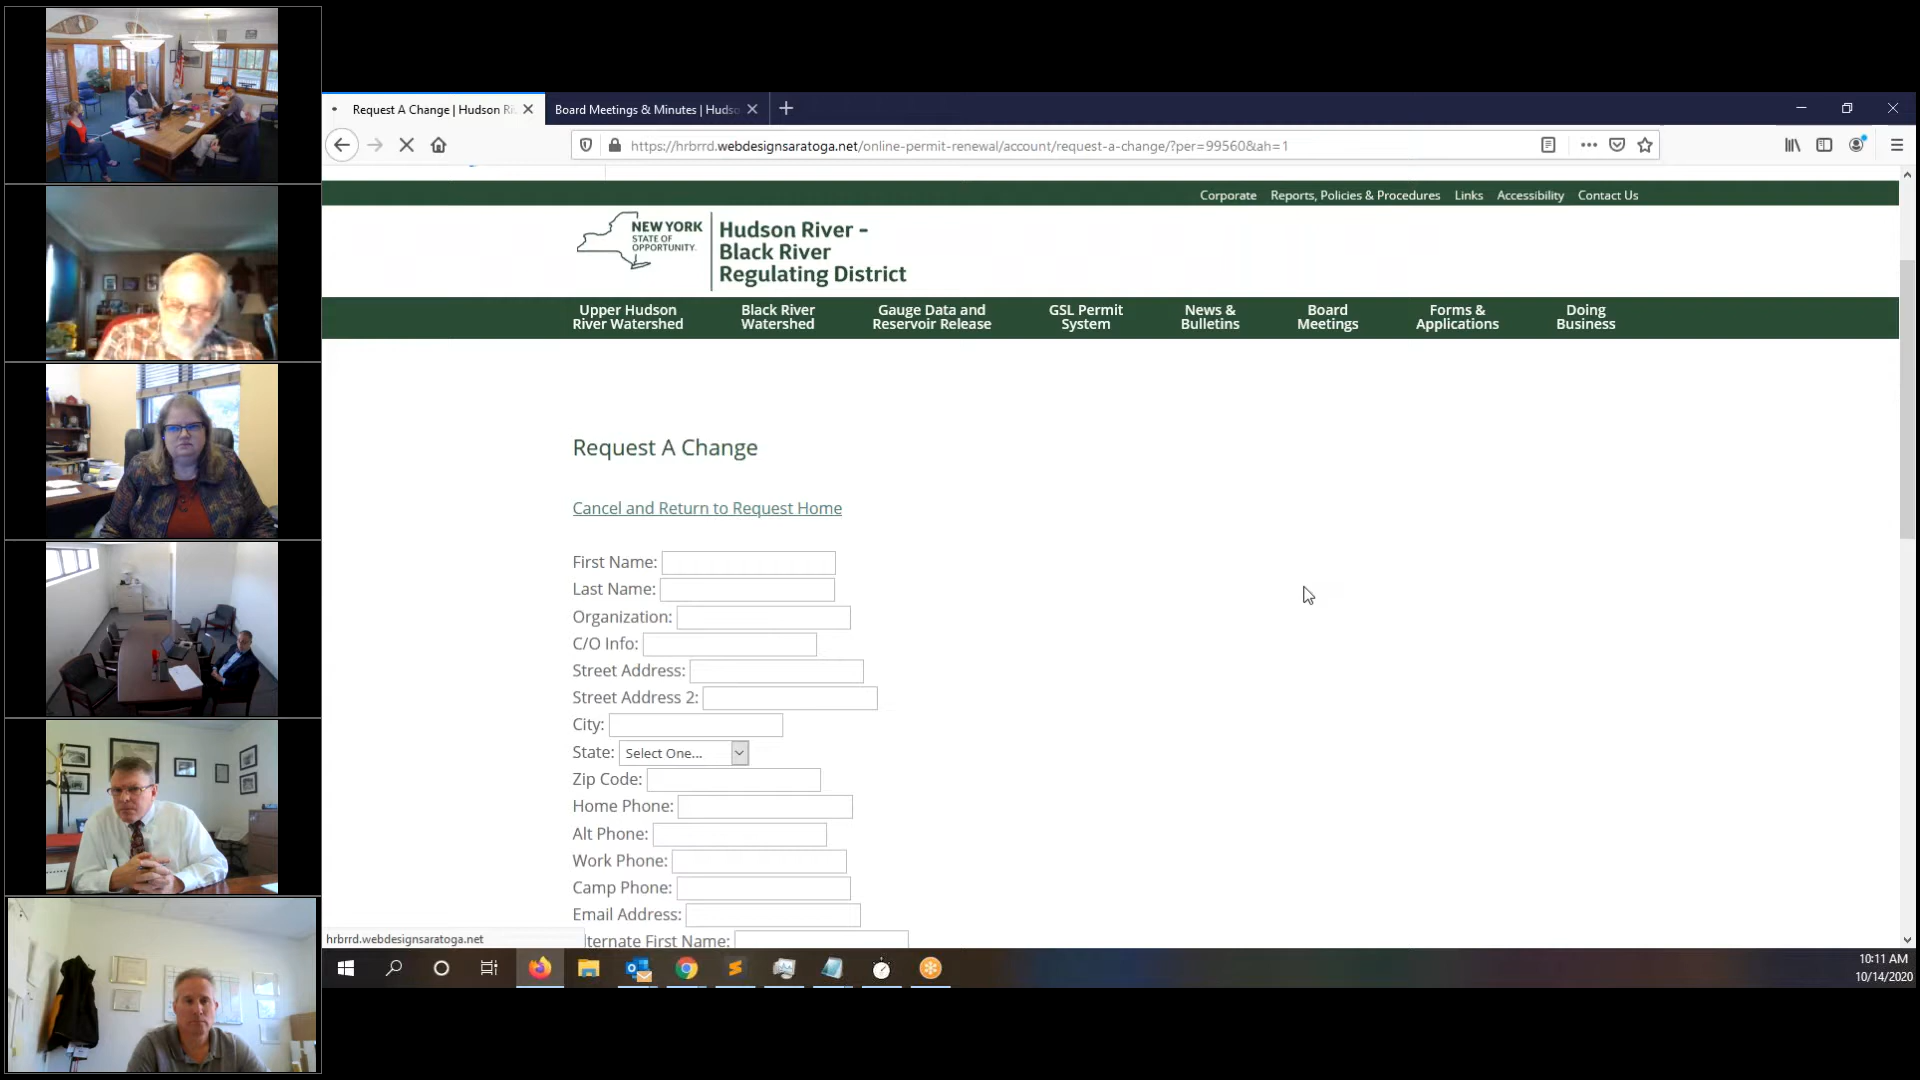 Request A Change | Hudson Ri
Board Meetings & Minutes | Hudso
https://hrbrrd.webdesignsaratoga.net/online-permit-renewal/account/request-a-change/?per=99560&ah=1
Corporate Reports, Policies & Procedures Links Accessibility Contact Us
NEW YORK
STATE OF
OPPORTUNITY.
Hudson River –
Black River
Regulating District
Upper Hudson
River Watershed
Black River
Watershed
Gauge Data and
Reservoir Release
GSL Permit
System
News &
Bulletins
Board
Meetings
Forms &
Applications
Doing
Business
Request A Change
Cancel and Return to Request Home
First Name:
Last Name:
Organization:
C/O Info:
Street Address:
Street Address 2:
City:
State: Select One...
Zip Code:
Home Phone:
Alt Phone:
Work Phone:
Camp Phone:
Email Address:
lternate First Name:
hrbrrd.webdesignsaratoga.net
10:11 AM
10/14/2020